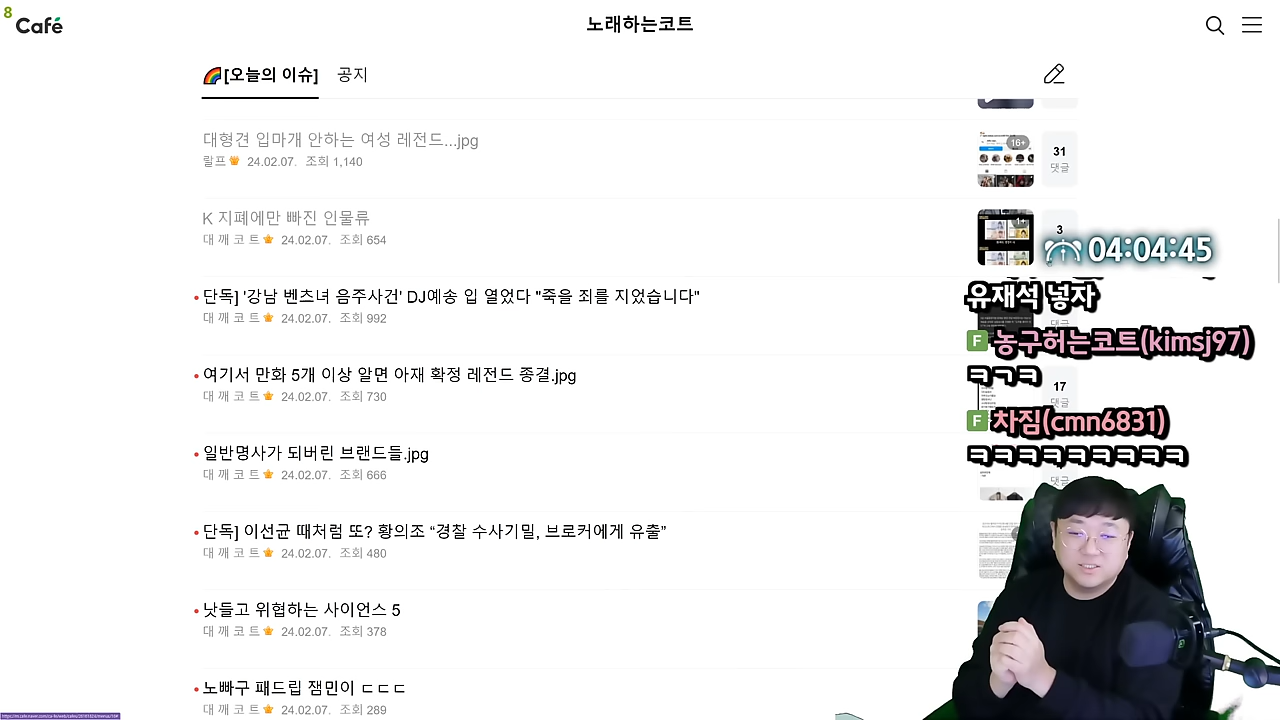 8
Café
노래하는코트
[오늘의 이슈] 공지
대형견 입마개 안하는 여성 레전드...jpg
랄프 24.02.07. 조회 1,140
16+
31
댓글
K 지폐에만 빠진 인물류
대 깨 코 트 24.02.07. 조회 654
1+
3
04:04:45
단독] '강남 벤츠녀 음주사건' DJ예송 입 열었다 "죽을 죄를 지었습니다"
대 깨 코 트 24.02.07. 조회 992
유재석 넣자
댓글
F 농구허는코트(kimsj97)
ㅋㄱㅋ
여기서 만화 5개 이상 알면 아재 확정 레전드 종결.jpg
대 깨 코 트 24.02.07. 조회 730
17
댓글
F 차짐(cmn6831)
ㅋㅋㅋㅋㅋㅋㅋㅋㅋ
일반명사가 되버린 브랜드들.jpg
대 깨 코 트 24.02.07. 조회 666
댓글
단독] 이선균 때처럼 또? 황의조 “경찰 수사기밀, 브로커에게 유출”
대 깨 코 트 24.02.07. 조회 480
낫들고 위협하는 사이언스 5
대 깨 코 트 24.02.07. 조회 378
노빠구 패드립 잼민이 ㄷㄷㄷ
대 깨 코 트 24.02.07. 조회 289